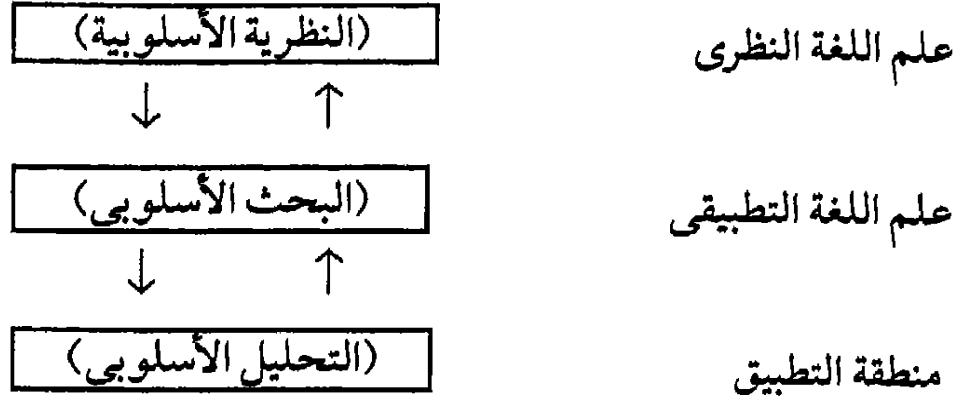 علم اللغة النظرى (النظرية الأسلوبية)
علم اللغة التطبيقى (البحث الأسلوبى)
منطقة التطبيق (التحليل الأسلوبى)